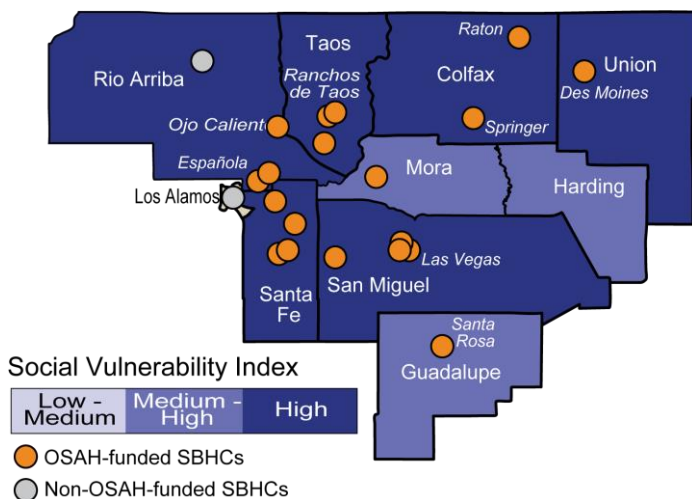 Taos
Raton
Rio Arriba
Ranchos
de Taos
Colfax
Union
Des Moines
Ojo Caliente
Springer
Española
Mora
Los Alamos
Harding
Las Vegas
San Miguel
Santa
Fe
Santa
Rosa
Guadalupe
Social Vulnerability Index
Low -
Medium
Medium -
High
High
OSAH-funded SBHCs
Non-OSAH-funded SBHCs